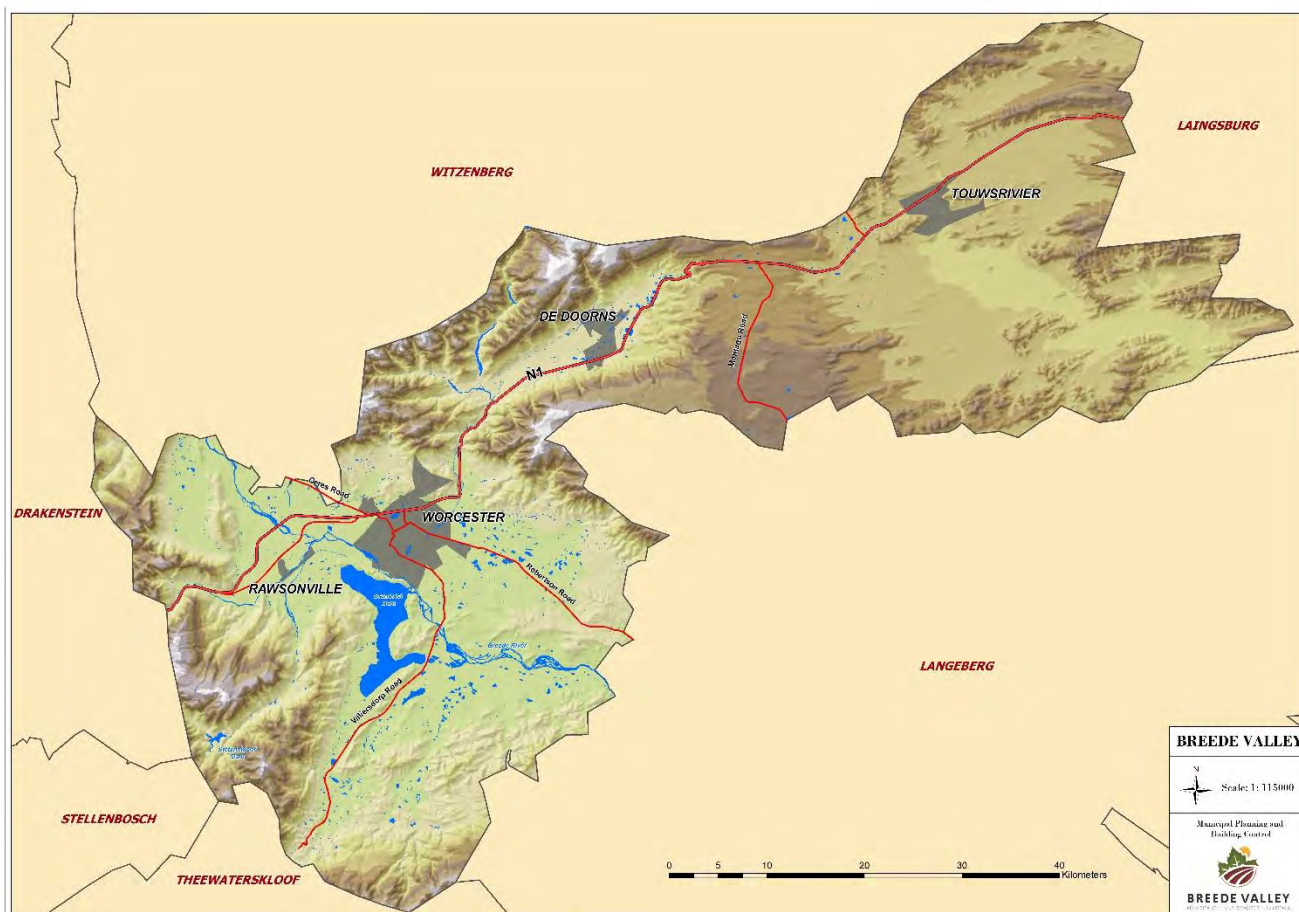 LAINGSBURG
WITZENBERG
TOUWSRIVIER
DE DOORNS
N1
Ceres Road
DRAKENSTEIN
WORCESTER
RAWSONVILLE
Robertson Road
Dam
Breede River
LANGEBERG
Villiersdorp Road
Dam
STELLENBOSCH
THEEWATERSKLOOF
0 5 10 20 30 40
Kilometers
BREEDE VALLEY
N
Scale: 1: 115000
Municipal Planning and
Building Control
BREEDE VALLEY